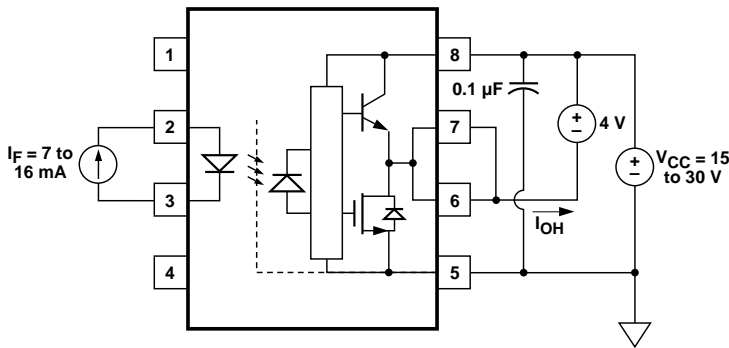 1
8
0.1 µF
2
7
+
−
4 V
I_F = 7 to
16 mA
+
−
V_CC = 15
to 30 V
3
6
I_OH
4
5